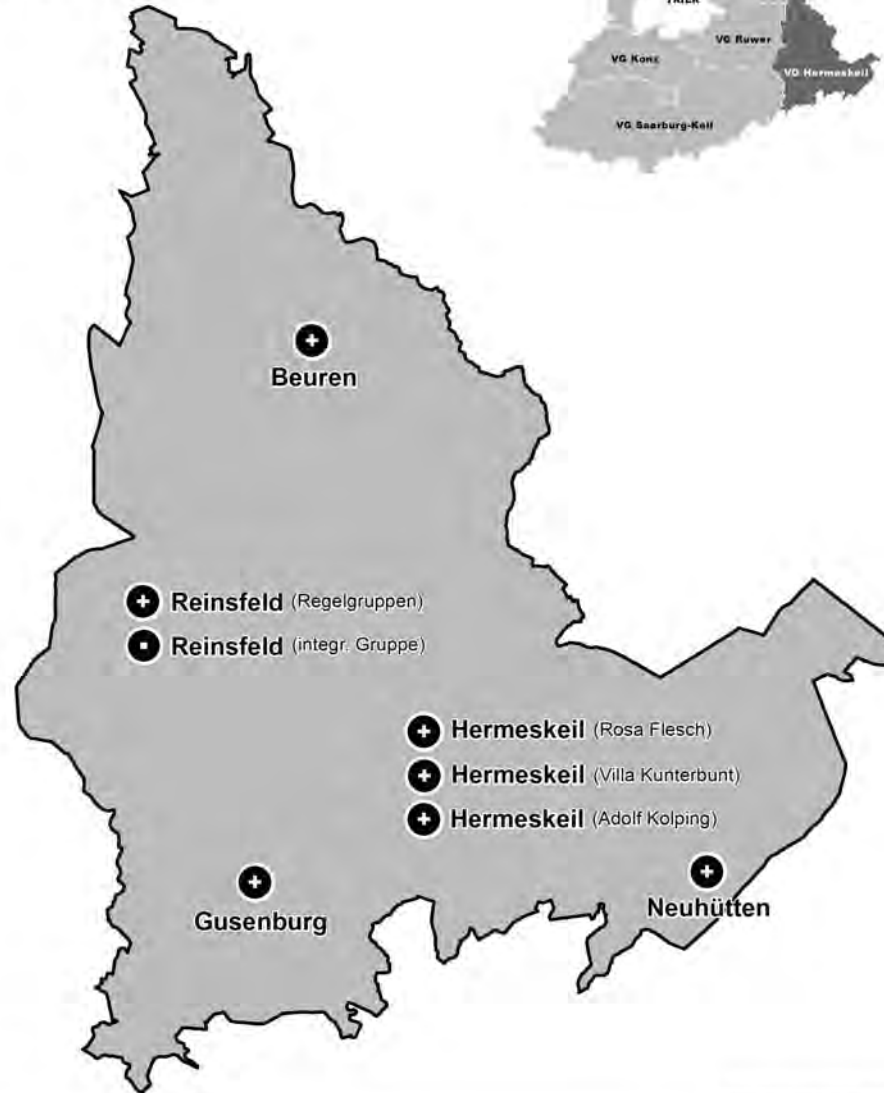 TRIER
VG Ruwer
VG Konz
VG Hermeskeil
VG Saarburg-Kell
Beuren
Reinsfeld (Regelgruppen)
Reinsfeld (integr. Gruppe)
Hermeskeil (Rosa Flesch)
Hermeskeil (Villa Kunterbunt)
Hermeskeil (Adolf Kolping)
Gusenburg
Neuhütten